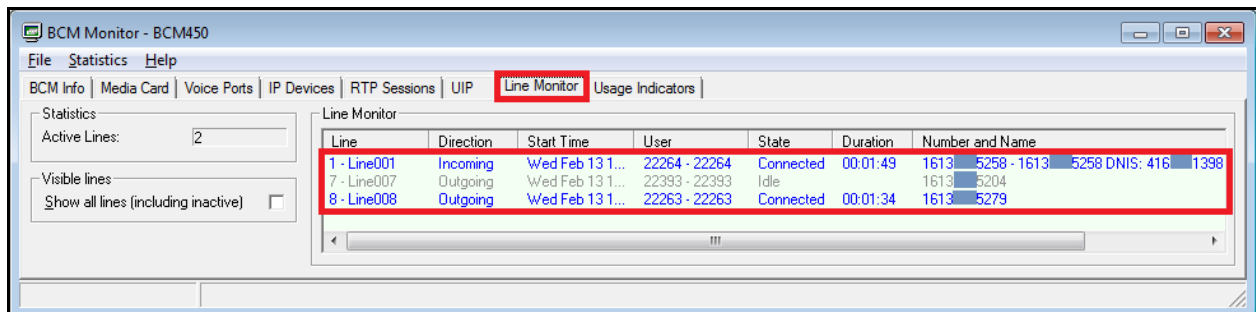 BCM Monitor - BCM450
File Statistics Help
BCM Info Media Card Voice Ports IP Devices RTP Sessions UIP Line Monitor Usage Indicators
Statistics
Active Lines: 2
Visible lines
Show all lines (including inactive)
Line Monitor
Line Direction Start Time User State Duration Number and Name
1 - Line001 Incoming Wed Feb 13 1... 22264 - 22264 Connected 00:01:49 1613 5258 - 1613 5258 DNIS: 416 1398
7 - Line007 Outgoing Wed Feb 13 1... 22393 - 22393 Idle 1613 5204
8 - Line008 Outgoing Wed Feb 13 1... 22263 - 22263 Connected 00:01:34 1613 5279